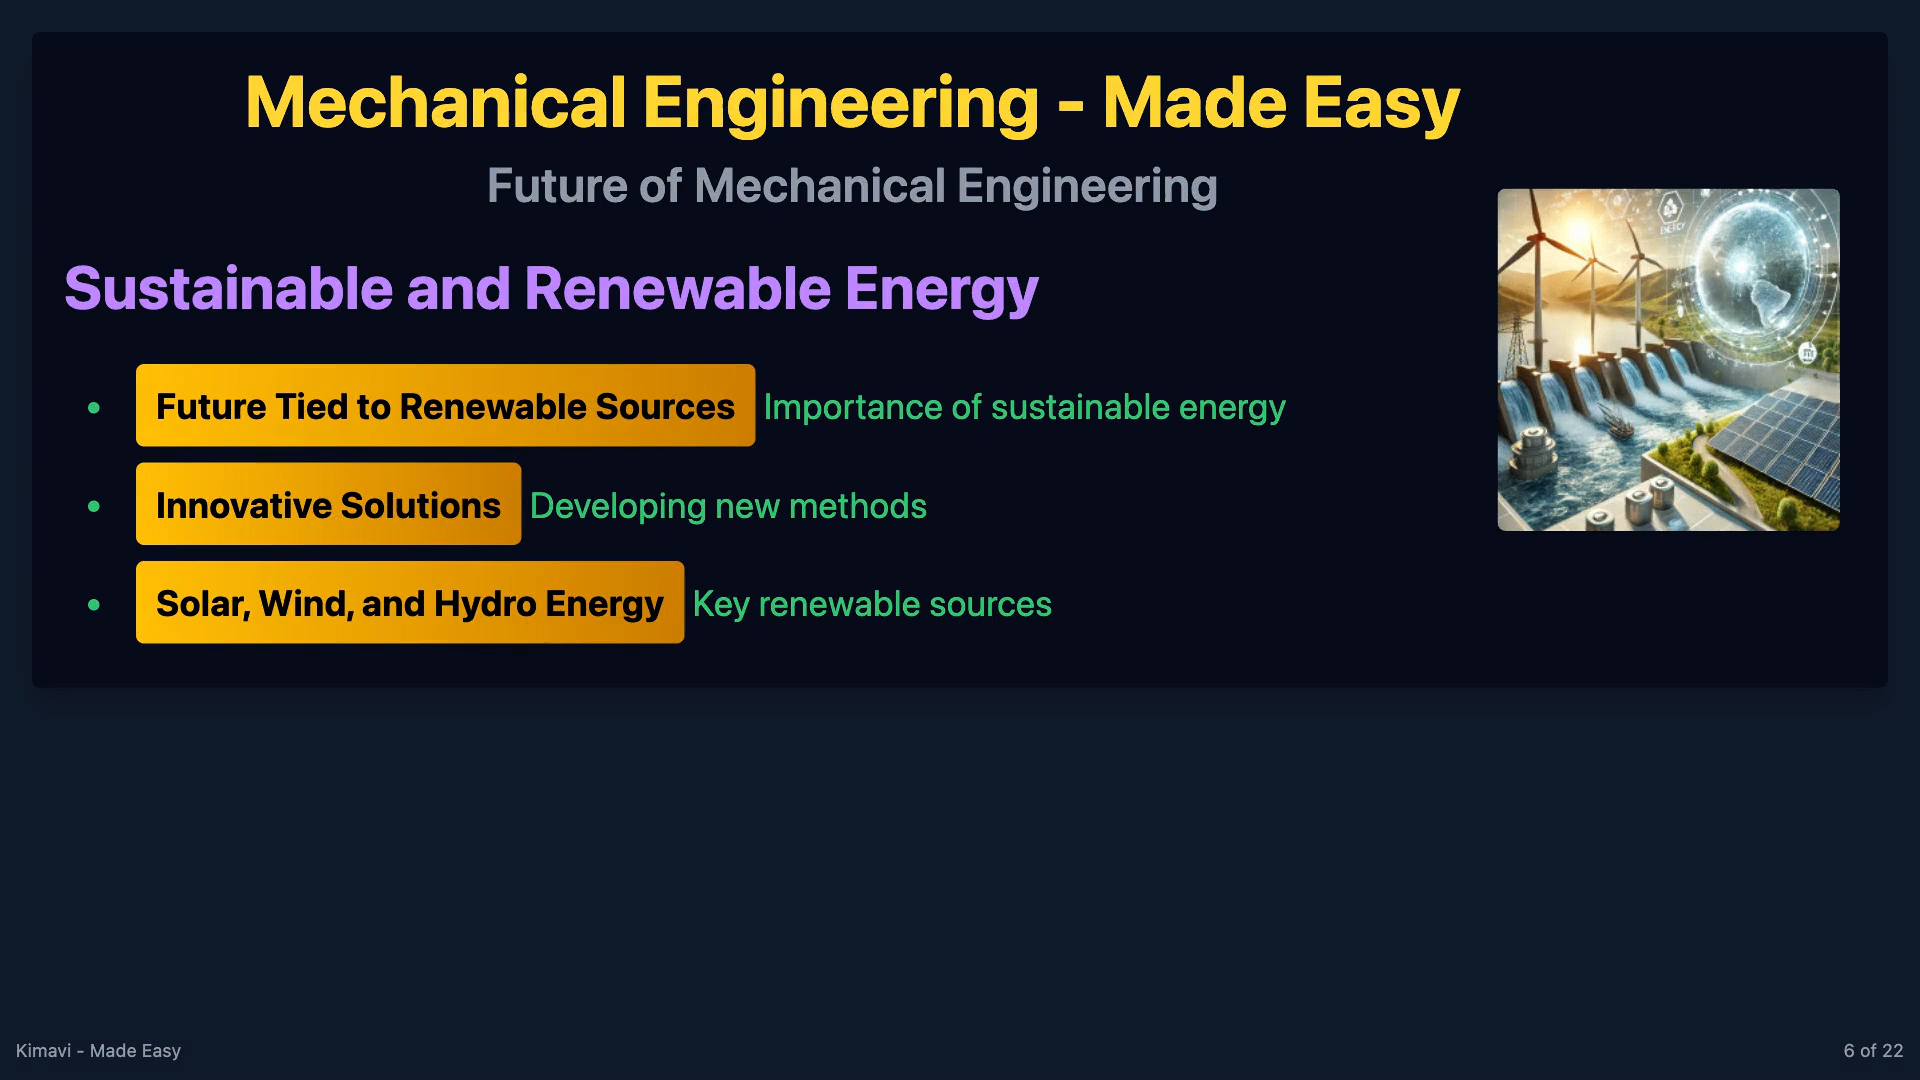 Mechanical Engineering - Made Easy
Future of Mechanical Engineering
Sustainable and Renewable Energy
• Future Tied to Renewable Sources Importance of sustainable energy
• Innovative Solutions Developing new methods
• Solar, Wind, and Hydro Energy Key renewable sources
ENERGY
Kimavi - Made Easy
6 of 22